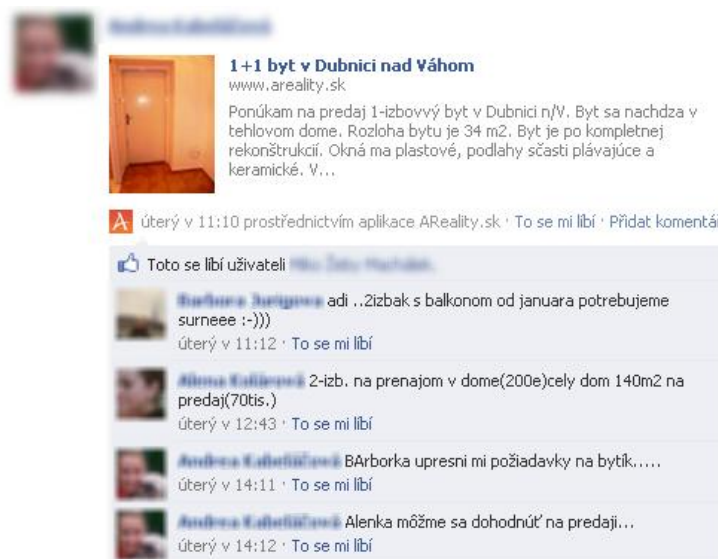 1+1 byt v Dubnici nad Váhom
www.areality.sk
Ponúkam na predaj 1-izbovvý byt v Dubnici n/V. Byt sa nachdza v
tehlovom dome. Rozloha bytu je 34 m2. Byt je po kompletnej
rekonštrukcií. Okná ma plastové, podlahy sčasti plávajúce a
keramické. V...
úterý v 11:10 prostřednictvím aplikace AReality.sk · To se mi líbí · Přidat komentá
Toto se líbí uživateli
adi ..2izbak s balkonom od januara potrebujeme
surneee :-)))
úterý v 11:12 · To se mi líbí
2-izb. na prenajom v dome(200e)cely dom 140m2 na
predaj(70tis.)
úterý v 12:43 · To se mi líbí
BArborka upresni mi požiadavky na bytík.....
úterý v 14:11 · To se mi líbí
Alenka môžme sa dohodnúť na predaji...
úterý v 14:12 · To se mi líbí